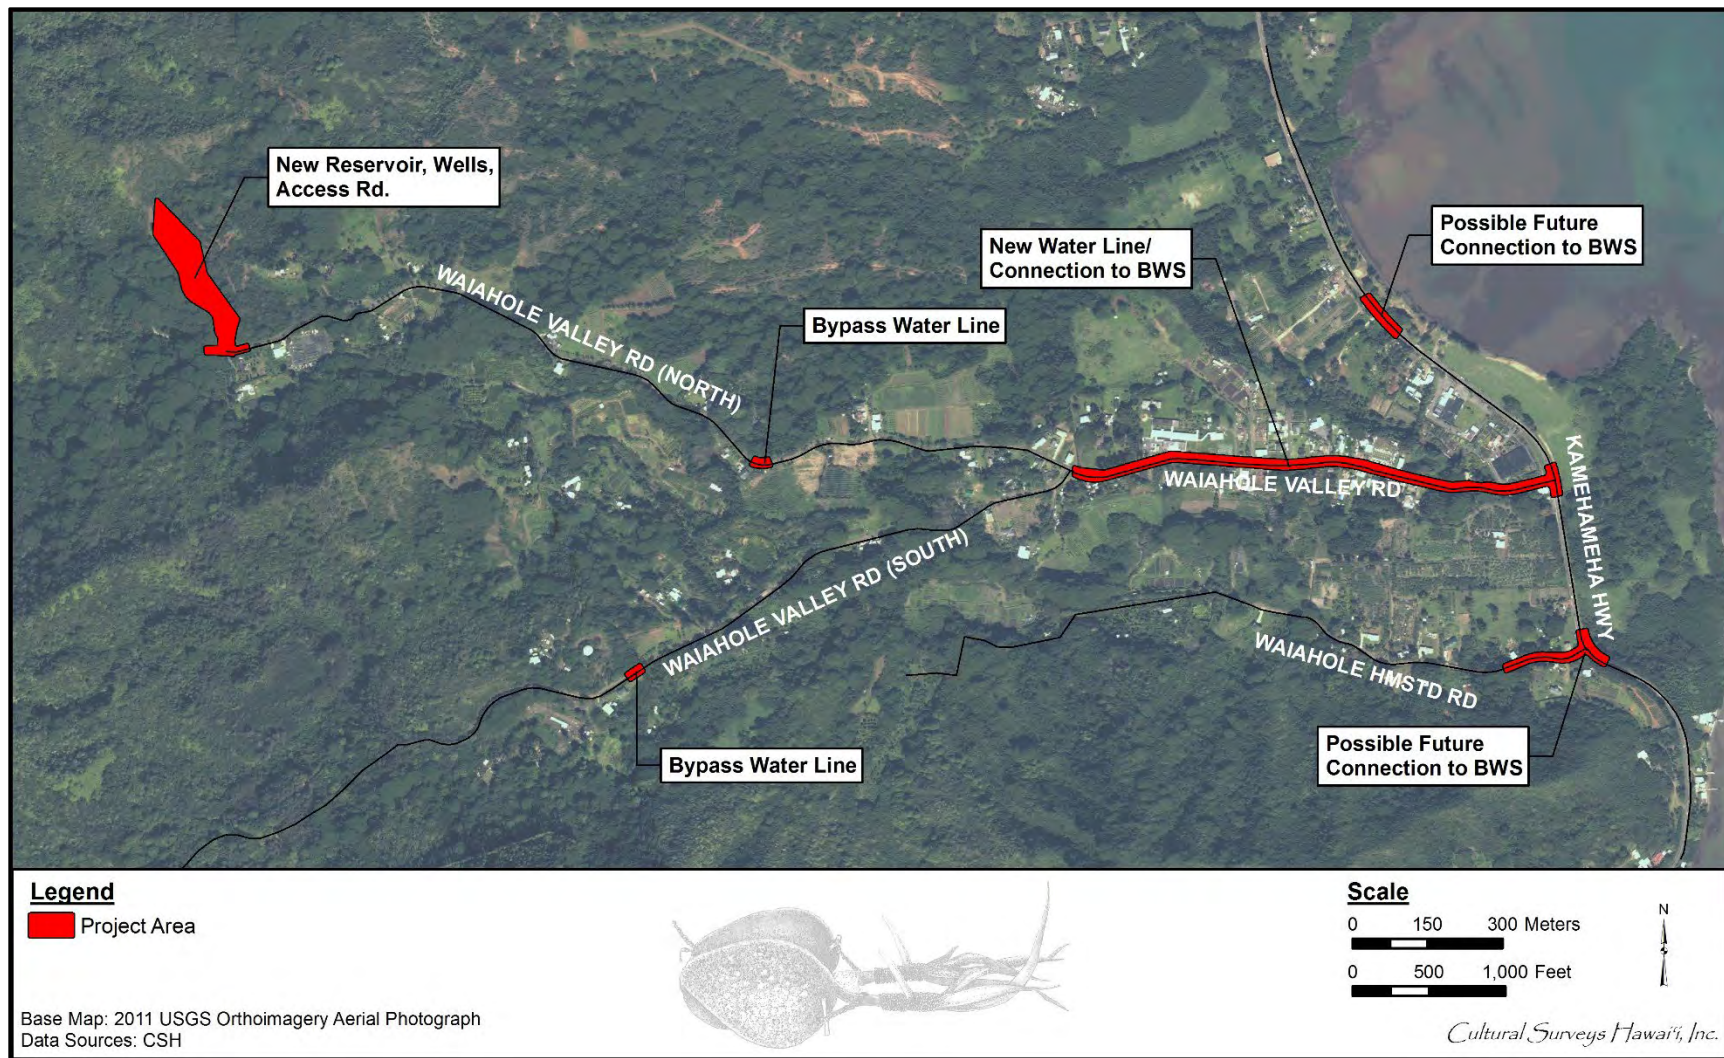 New Reservoir, Wells,
Access Rd.
WAIAHOLE VALLEY RD (NORTH)
Bypass Water Line
New Water Line/
Connection to BWS
Possible Future
Connection to BWS
WAIAHOLE VALLEY RD
KAMEHAMEHA HWY
WAIAHOLE VALLEY RD (SOUTH)
WAIAHOLE HMSTD RD
Bypass Water Line
Possible Future
Connection to BWS
Legend
Project Area
Base Map: 2011 USGS Orthoimagery Aerial Photograph
Data Sources: CSH
Scale
0 150 300 Meters
0 500 1,000 Feet
N
Cultural Surveys Hawai‘i, Inc.